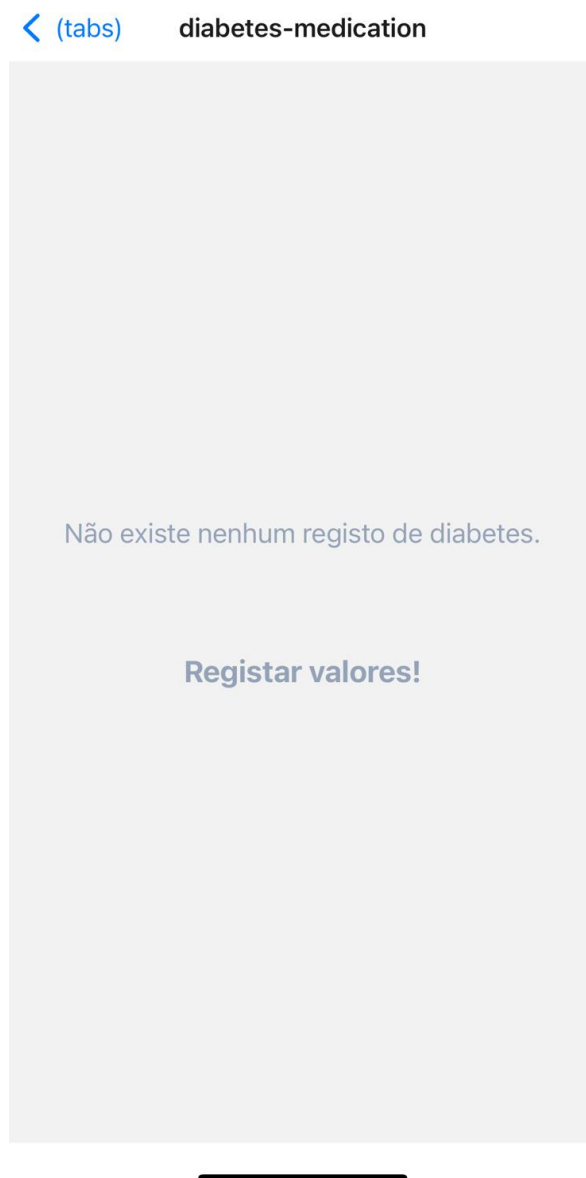 (tabs) diabetes-medication
Não existe nenhum registo de diabetes.
Registar valores!